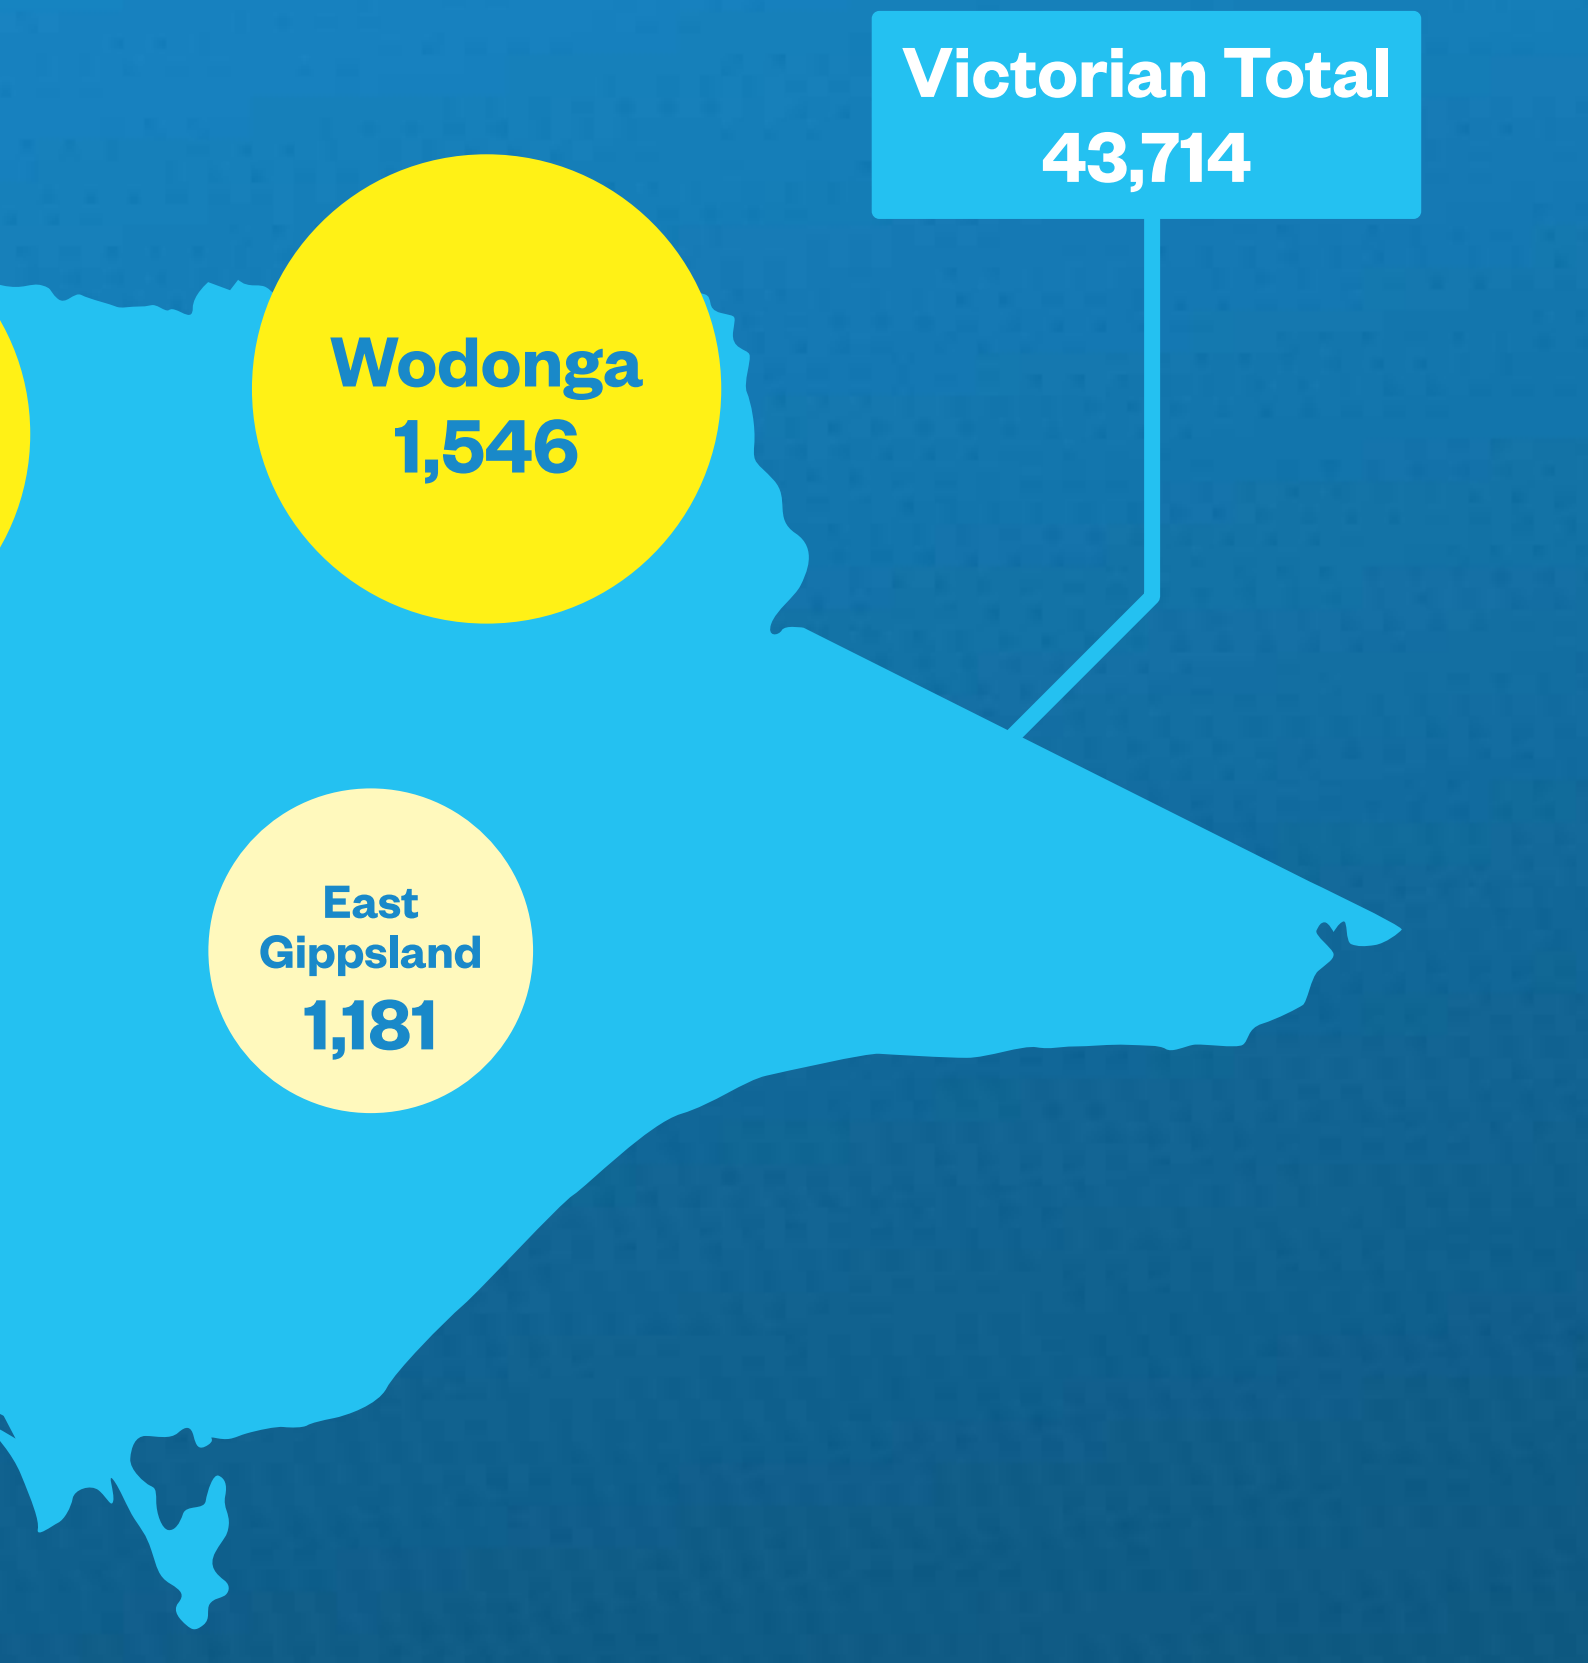 Victorian Total
43,714
Wodonga
1,546
East
Gippsland
1,181